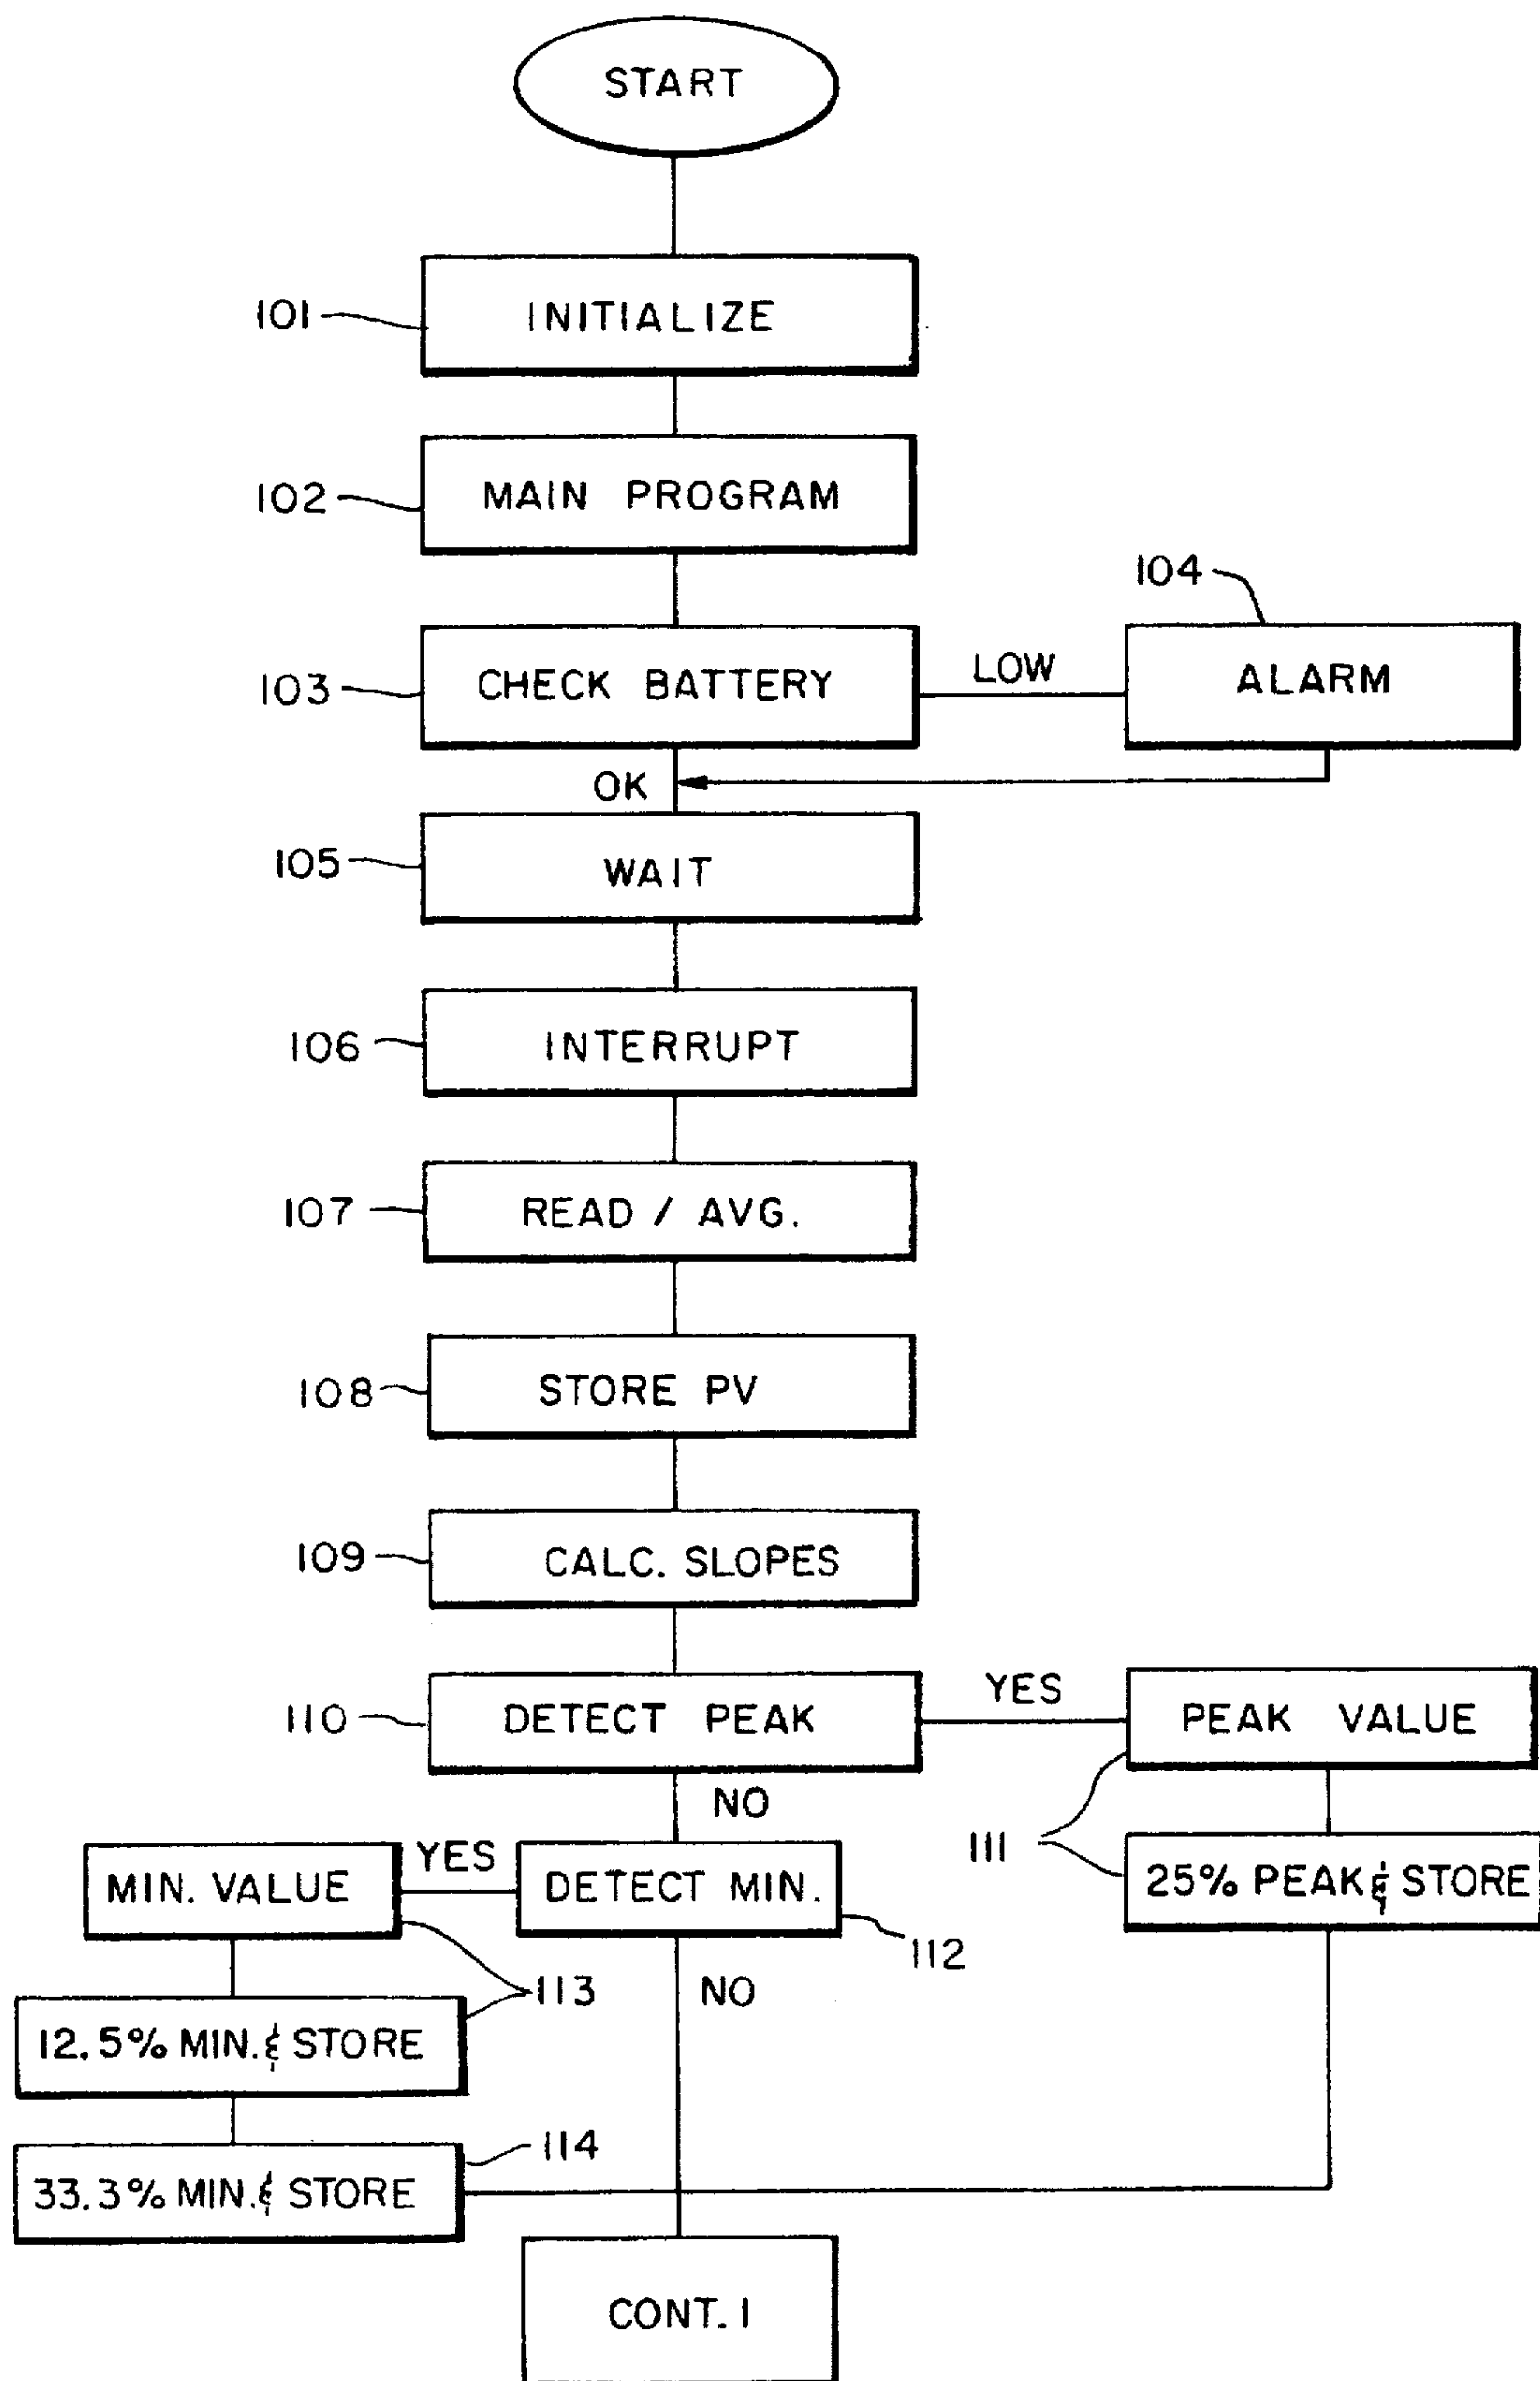 START
101
INITIALIZE
102
MAIN PROGRAM
104
103
CHECK BATTERY
LOW
ALARM
OK
105
WAIT
106
INTERRUPT
107
READ / AVG.
108
STORE PV
109
CALC. SLOPES
110
DETECT PEAK
YES
PEAK VALUE
NO
111
MIN. VALUE
YES
DETECT MIN.
25% PEAK & STORE
112
113
NO
12.5% MIN. & STORE
114
33.3% MIN. & STORE
CONT. 1